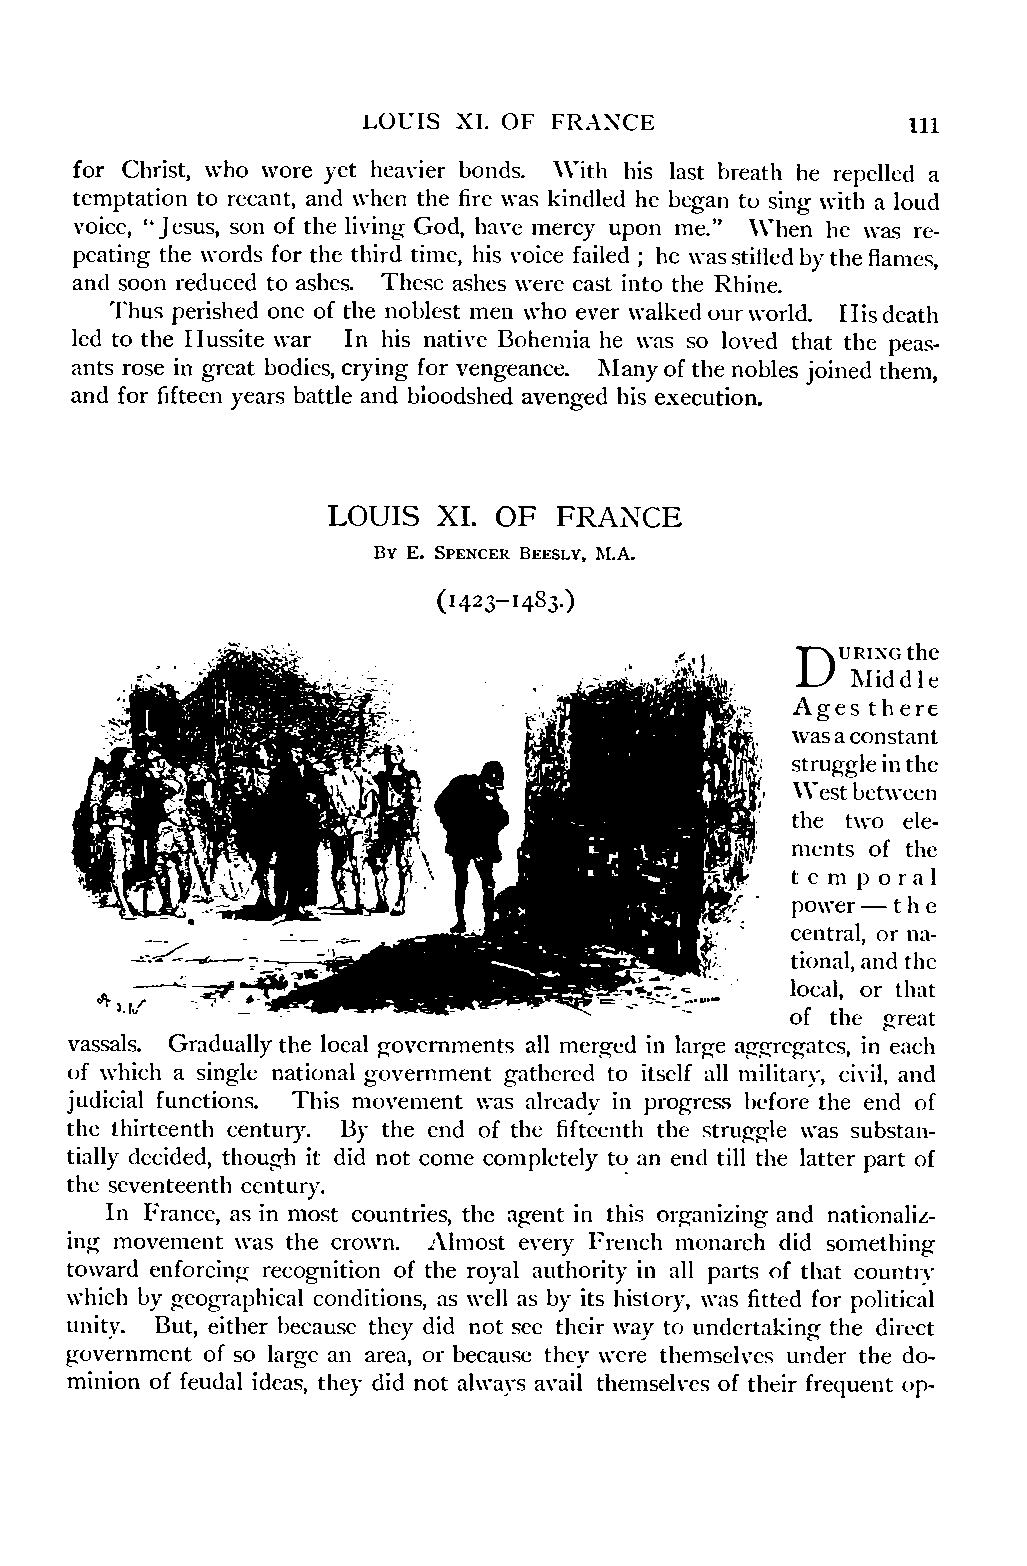 LOUIS XI. OF FRANCE 111
for Christ, who wore yet heavier bonds. With his last breath he repelled a
temptation to recant, and when the fire was kindled he began to sing with a loud
voice, “Jesus, son of the living God, have mercy upon me.” When he was re-
peating the words for the third time, his voice failed ; he was stifled by the flames,
and soon reduced to ashes. These ashes were cast into the Rhine.
Thus perished one of the noblest men who ever walked our world. His death
led to the Hussite war In his native Bohemia he was so loved that the peas-
ants rose in great bodies, crying for vengeance. Many of the nobles joined them,
and for fifteen years battle and bloodshed avenged his execution.
LOUIS XI. OF FRANCE
BY E. SPENCER BEESLY, M.A.
(1423–1483.)
DURING the
Middle
Ages there
was a constant
struggle in the
West between
the two ele-
ments of the
temporal
power — the
central, or na-
tional, and the
local, or that
of the great
vassals. Gradually the local governments all merged in large aggregates, in each
of which a single national government gathered to itself all military, civil, and
judicial functions. This movement was already in progress before the end of
the thirteenth century. By the end of the fifteenth the struggle was substan-
tially decided, though it did not come completely to an end till the latter part of
the seventeenth century.
In France, as in most countries, the agent in this organizing and nationaliz-
ing movement was the crown. Almost every French monarch did something
toward enforcing recognition of the royal authority in all parts of that country
which by geographical conditions, as well as by its history, was fitted for political
unity. But, either because they did not see their way to undertaking the direct
government of so large an area, or because they were themselves under the do-
minion of feudal ideas, they did not always avail themselves of their frequent op-